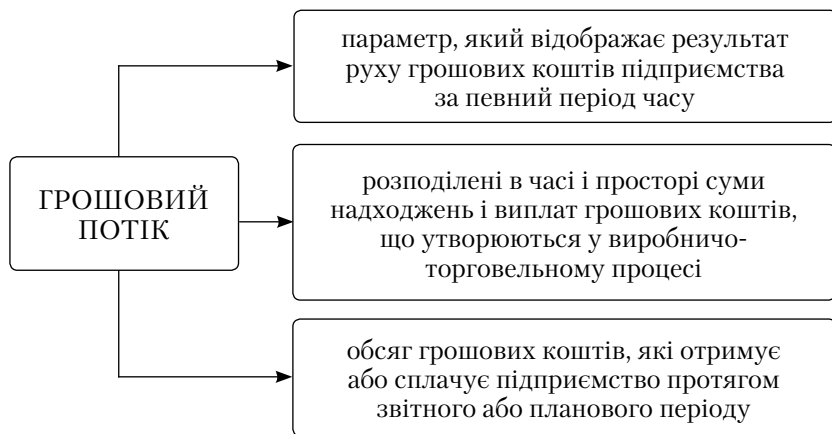 параметр, який відображає результат
руху грошових коштів підприємства
за певний період часу
ГРОШОВИЙ
ПОТІК
розподілені в часі і просторі суми
надходжень і виплат грошових коштів,
що утворюються у виробничо-
торговельному процесі
обсяг грошових коштів, які отримує
або сплачує підприємство протягом
звітного або планового періоду